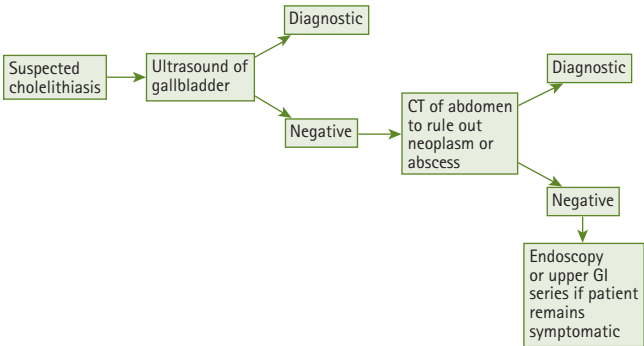 Suspected
cholelithiasis
Ultrasound of
gallbladder
Diagnostic
Negative
CT of abdomen
to rule out
neoplasm or
abscess
Diagnostic
Negative
Endoscopy
or upper GI
series if patient
remains
symptomatic